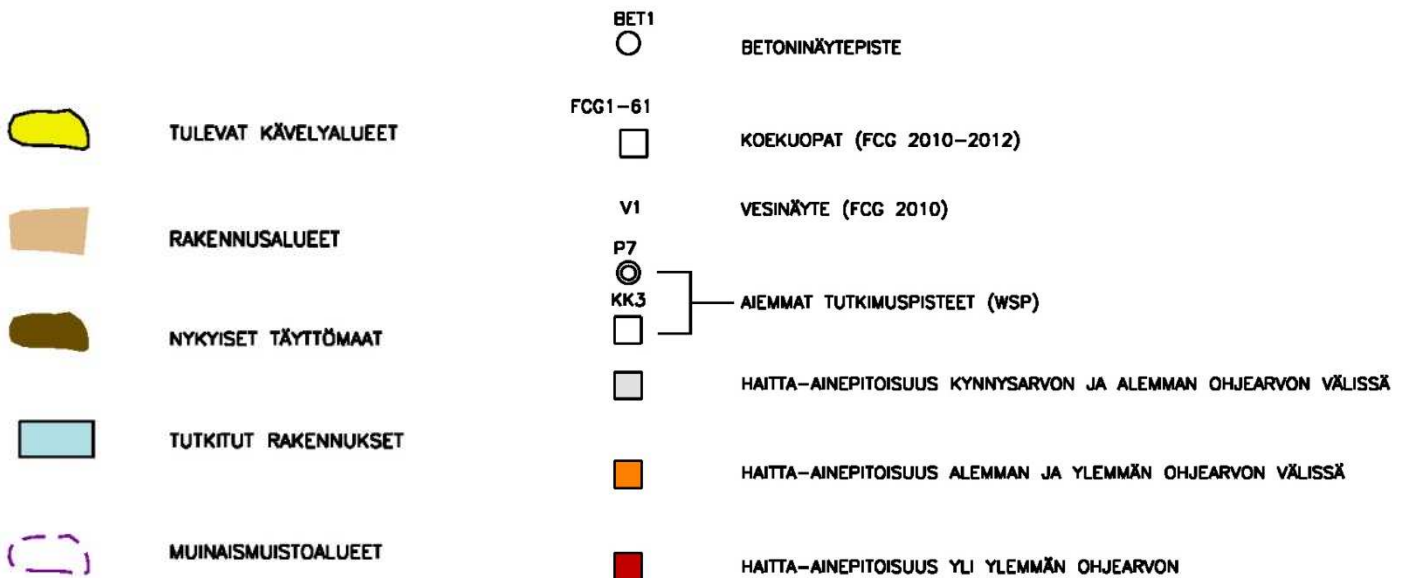 TULEVAT KÄVELYALUEET
RAKENNUSALUEET
NYKYISET TÄYTTÖMAAT
TUTKITUT RAKENNUKSET
MUINAISMUISTOALUEET
BET1
BETONINÄYTEPISTE
FCG1-61
KOEKUOPAT (FCG 2010-2012)
V1
VESINÄYTE (FCG 2010)
P7
KK3
AIEMMAT TUTKIMUSPISTEET (WSP)
HAITTA-AINEPITOISUUS KYNNYSARVON JA ALEMMAN OHJEARVON VÄLISSÄ
HAITTA-AINEPITOISUUS ALEMMAN JA YLEMMÄN OHJEARVON VÄLISSÄ
HAITTA-AINEPITOISUUS YLI YLEMMÄN OHJEARVON